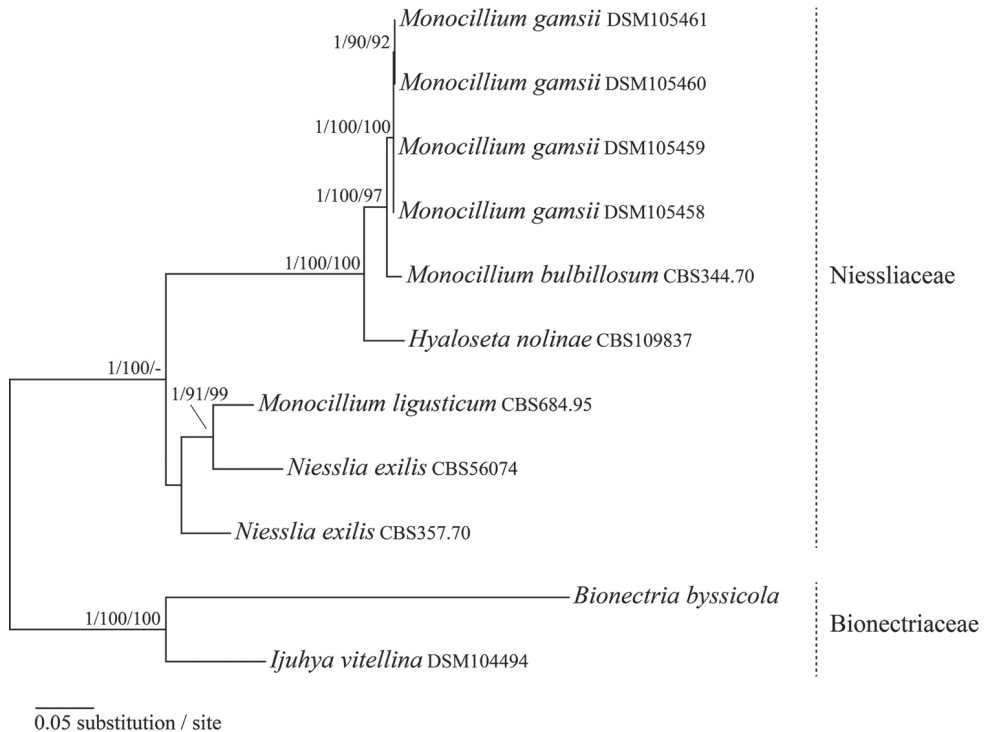 Monocillium gamsii DSM105461
1/90/92
Monocillium gamsii DSM105460
1/100/100
Monocillium gamsii DSM105459
1/100/97
Monocillium gamsii DSM105458
1/100/100
Monocillium bulbillosum CBS344.70
Niessliaceae
Hyaloseta nolinae CBS109837
1/100/-
1/91/99
Monocillium ligusticum CBS684.95
Niesslia exilis CBS56074
Niesslia exilis CBS357.70
Bionectria byssicola
1/100/100
Bionectriaceae
Ijuhya vitellina DSM104494
0.05 substitution / site